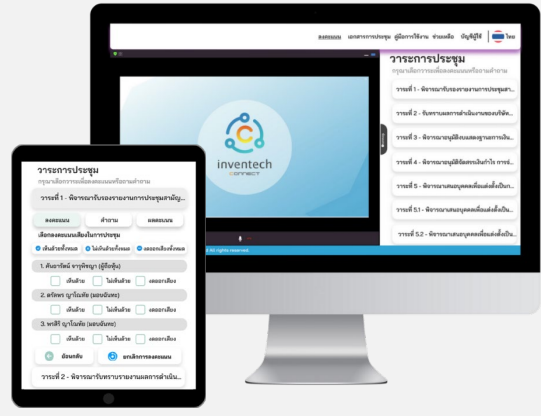 ลงคะแนน เอกสารการประชุม คู่มือการใช้งาน ช่วยเหลือ บัญชีผู้ใช้ ไทย
inventech
CONNECT
All rights reserved.
วาระการประชุม
กรุณาเลือกวาระเพื่อลงคะแนนหรือถามคำถาม
วาระที่ 1 - พิจารณารับรองรายงานการประชุมสา...
วาระที่ 2 - รับทราบผลการดำเนินงานของบริษัท...
วาระที่ 3 - พิจารณาอนุมัติงบแสดงฐานะการเงิน...
วาระที่ 4 - พิจารณาอนุมัติจัดสรรเงินกำไร การจ่...
วาระที่ 5 - พิจารณาเสนอบุคคลเพื่อแต่งตั้งเป็นก...
วาระที่ 5.1 - พิจารณาเสนอบุคคลเพื่อแต่งตั้งเป็น...
วาระที่ 5.2 - พิจารณาเสนอบุคคลเพื่อแต่งตั้งเป็น...
วาระการประชุม
กรุณาเลือกวาระเพื่อลงคะแนนหรือถามคำถาม
วาระที่ 1 - พิจารณารับรองรายงานการประชุมสามัญ...
ลงคะแนน คำถาม ผลคะแนน
เลือกลงคะแนนเสียงในการประชุม
เห็นด้วยทั้งหมด ไม่เห็นด้วยทั้งหมด งดออกเสียงทั้งหมด
1. คันธารัตน์ จารุพิชญา (ผู้ถือหุ้น)
เห็นด้วย ไม่เห็นด้วย งดออกเสียง
2. ตรัคพร ญาโณทัย (มอบฉันทะ)
เห็นด้วย ไม่เห็นด้วย งดออกเสียง
3. พรสิริ ญาโณทัย (มอบฉันทะ)
เห็นด้วย ไม่เห็นด้วย งดออกเสียง
ย้อนกลับ ยกเลิกการลงคะแนน
วาระที่ 2 - พิจารณารับทราบรายงานผลการดำเนิน...